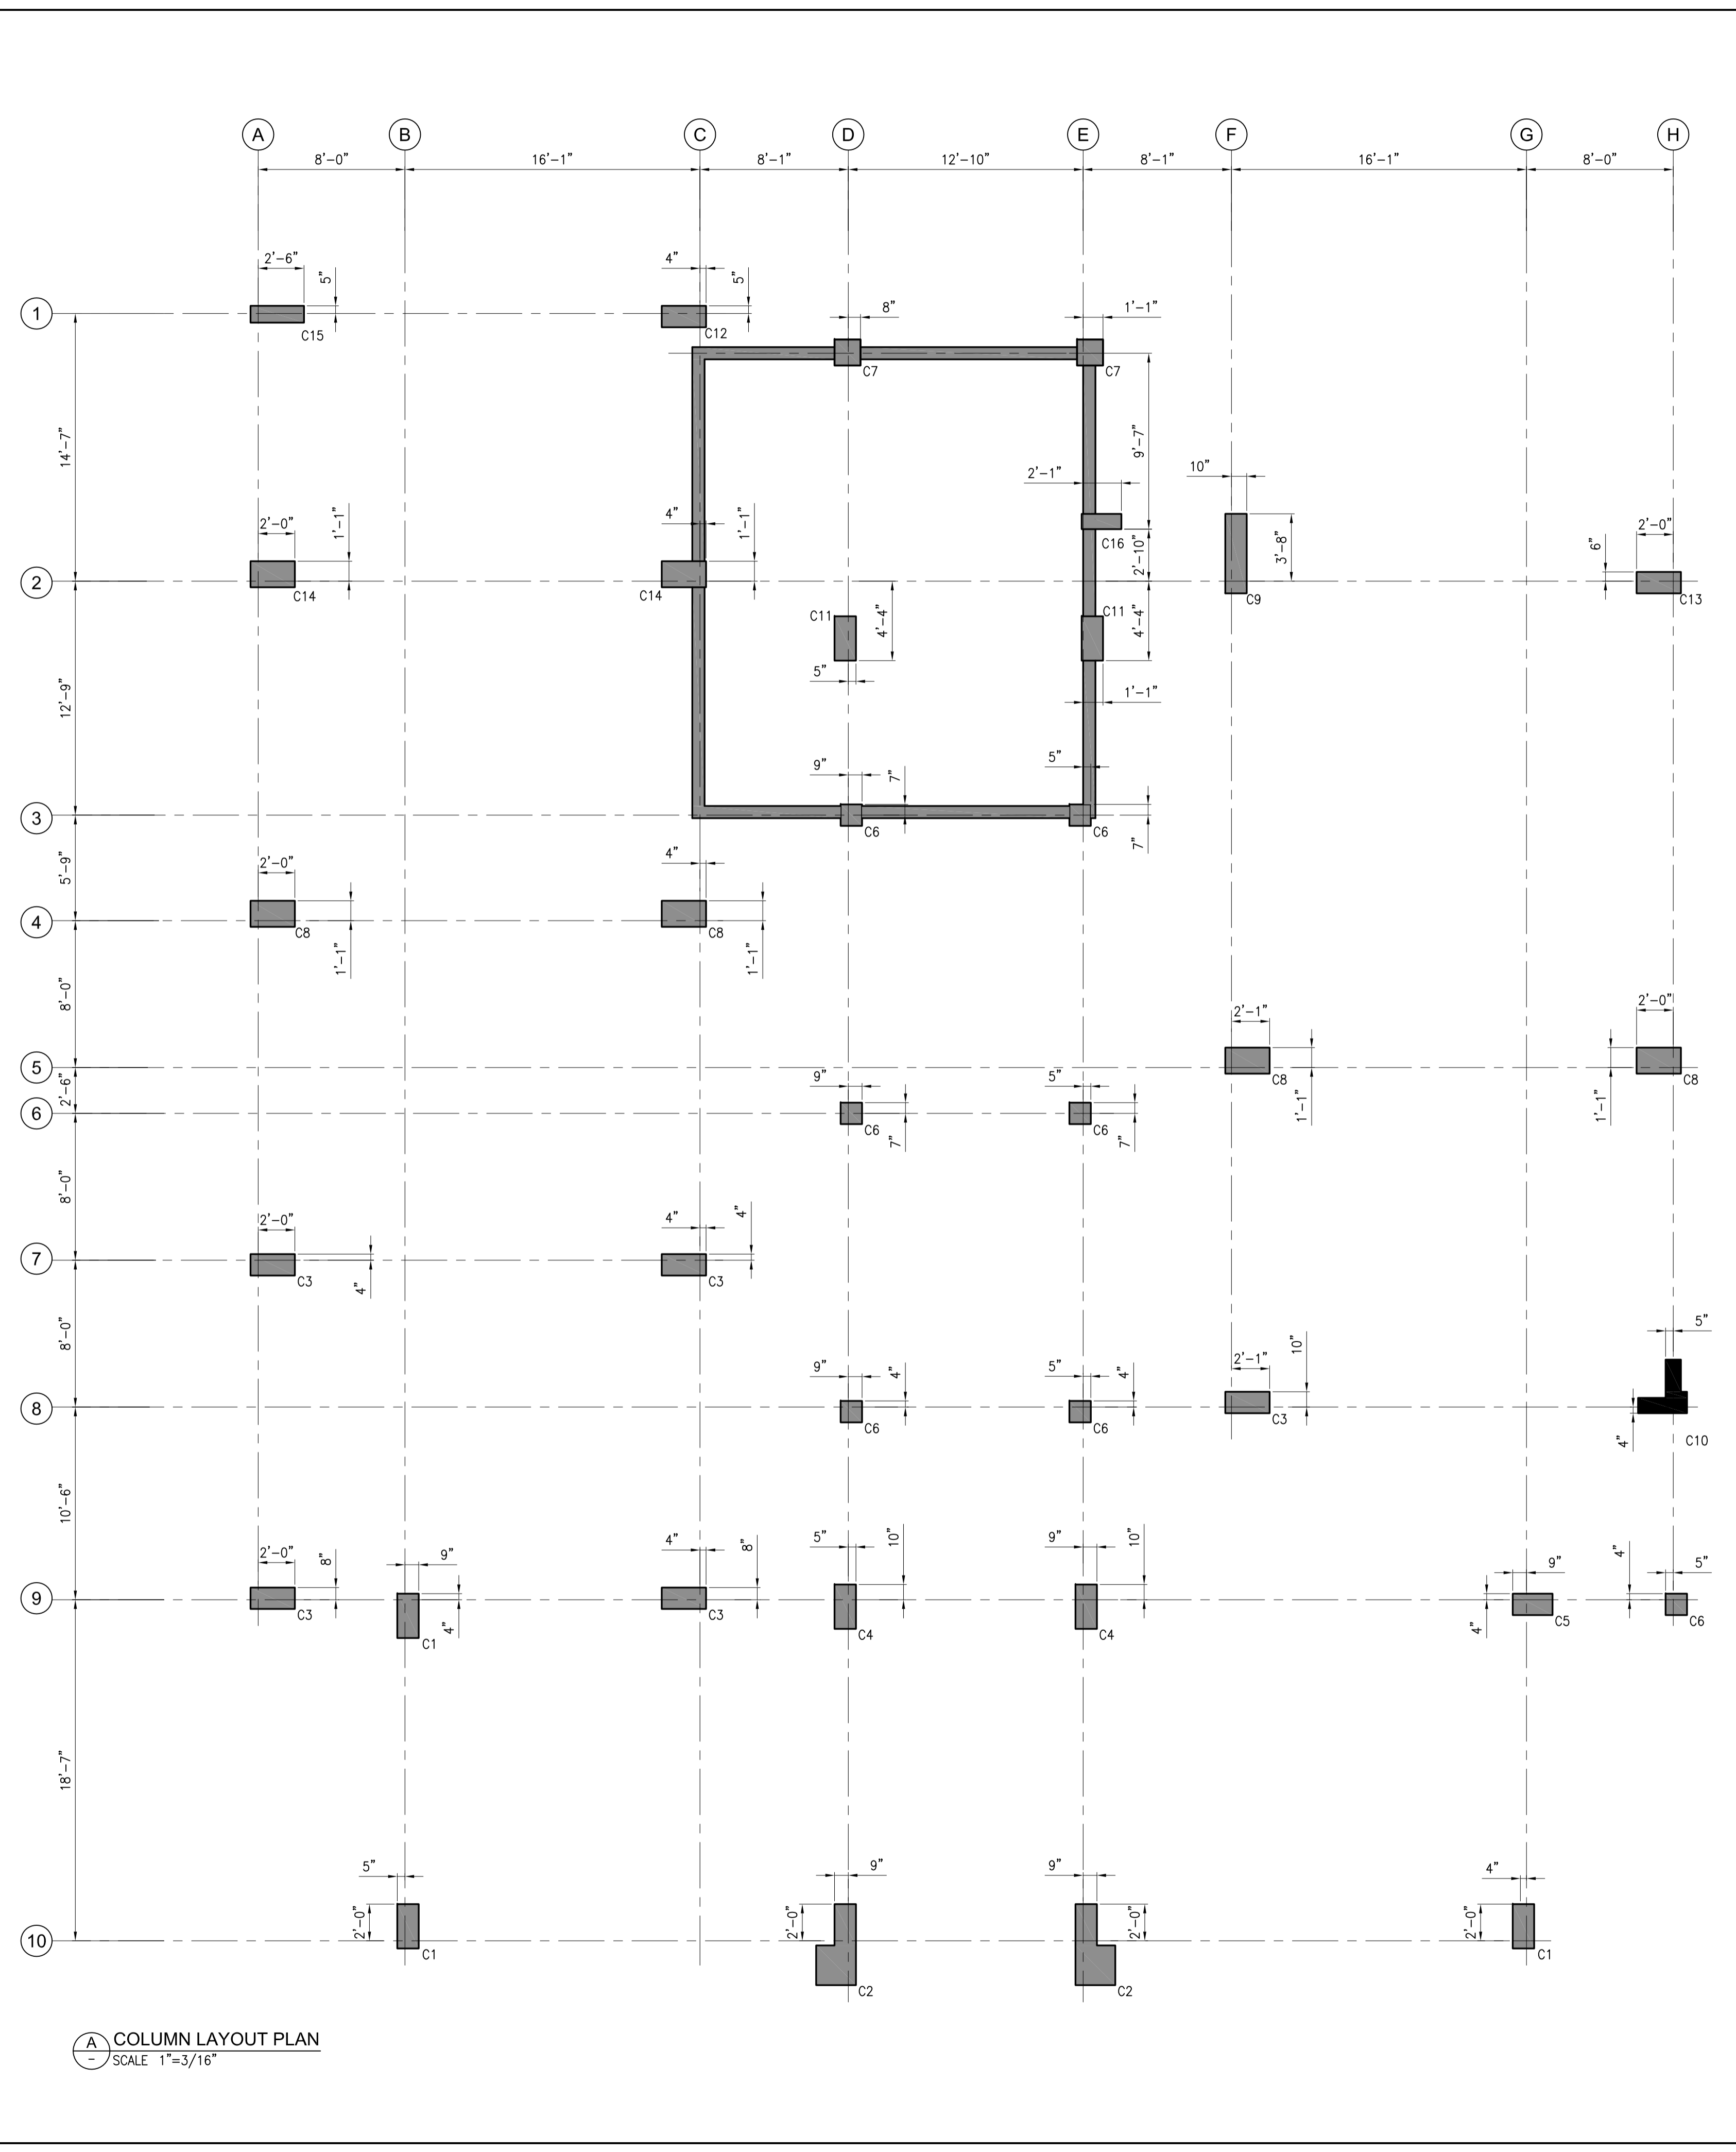 A B C D E F G H
8'-0" 16'-1" 8'-1" 12'-10" 8'-1" 16'-1" 8'-0"
2'-6" 5" 4" 5"
8" 1'-1"
1 C15 C12
C7 C7
14'-7" 9'-7"
2'-1" 10"
2'-0" 1'-1" 4" 1'-1" C16 2'-10" 3'-8" 6" 2'-0"
2 C14 C14 C9 C13
C11 4'-4" C11 4'-4"
5" 1'-1"
12'-9"
9" 7" 5"
3 C6 C6 7"
5'-9" 2'-0" 4"
4 C8 C8
1'-1" 1'-1"
8'-0" 2'-1" 2'-0"
5 C8 C8
2'-6" 9" 5" 1'-1" 1'-1"
6 C6 7" C6 7"
8'-0"
2'-0" 4" 4"
7 C3 4" C3
8'-0" 5"
9" 4" 5" 4" 2'-1" 10"
8 C6 C6 C3 4" C10
10'-6"
2'-0" 8" 9" 4" 8" 5" 10" 9" 10" 9" 4" 5"
9 C3 C1 4" C3 C4 C4 4" C5 C6
18'-7"
5" 9" 9" 4"
2'-0" 2'-0" 2'-0" 2'-0"
10 C1 C1
C2 C2
A COLUMN LAYOUT PLAN
- SCALE 1"=3/16"